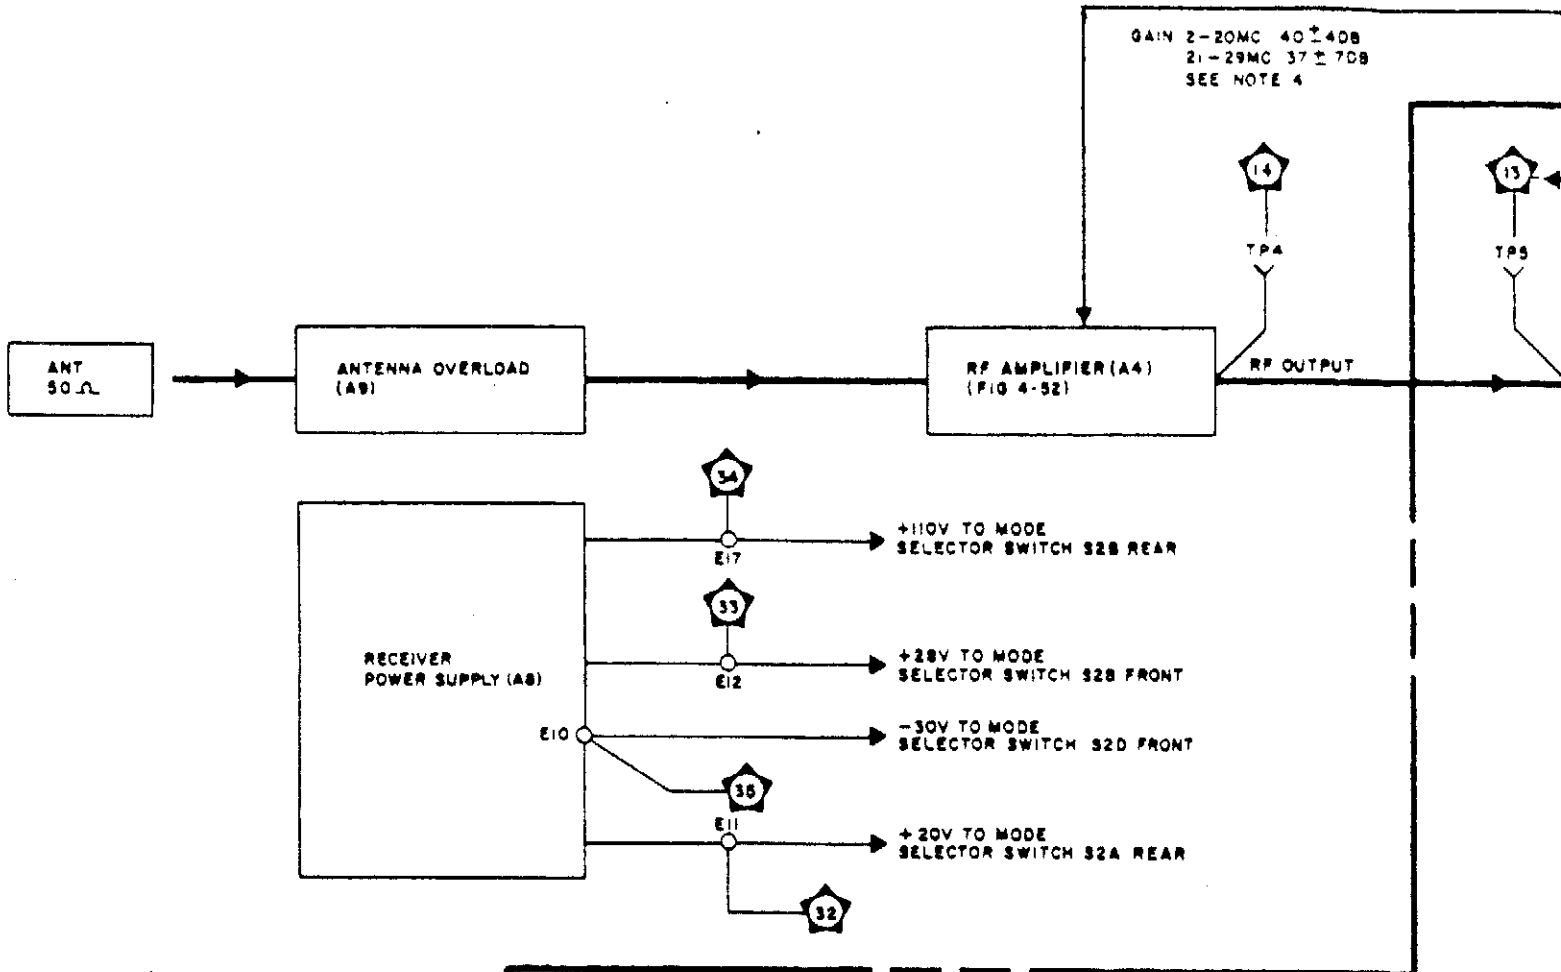 GAIN 2-20MC 40±4DB
21-29MC 37±7DB
SEE NOTE 4
14
13
TP4
TP5
ANT
50Ω
ANTENNA OVERLOAD
(A9)
RF AMPLIFIER (A4)
(FIG 4-52)
RF OUTPUT
34
+110V TO MODE
SELECTOR SWITCH S2B REAR
E17
33
RECEIVER
POWER SUPPLY (A8)
+28V TO MODE
SELECTOR SWITCH S2B FRONT
E12
E10
-30V TO MODE
SELECTOR SWITCH S2D FRONT
35
E11
+20V TO MODE
SELECTOR SWITCH S2A REAR
32